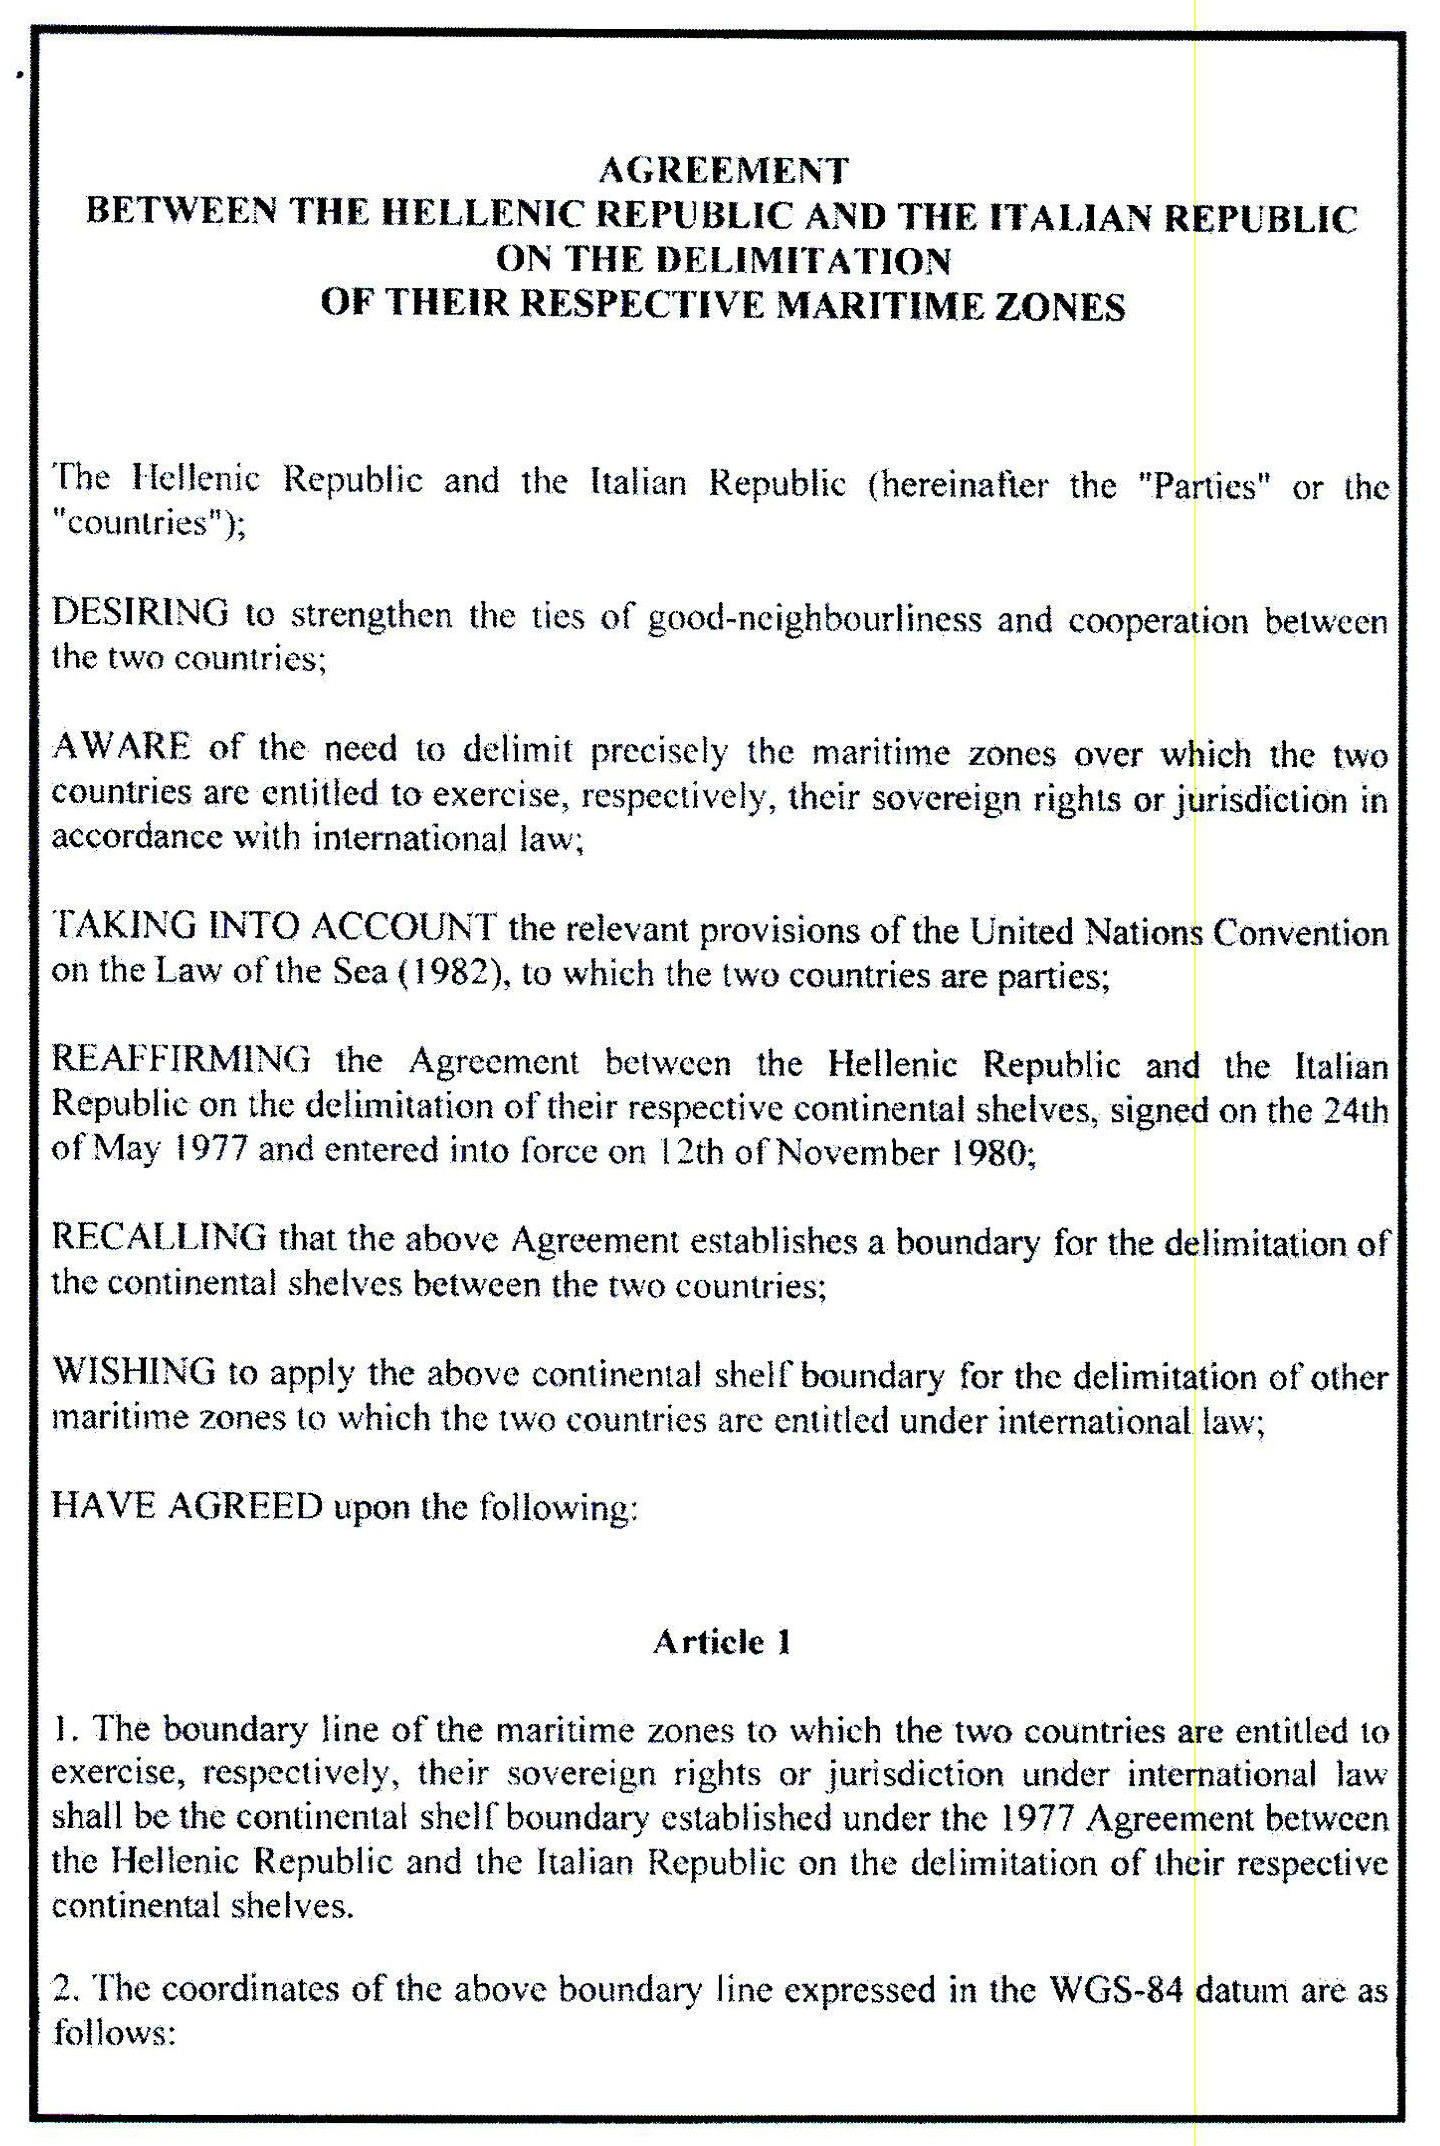 AGREEMENT
BETWEEN THE HELLENIC REPUBLIC AND THE ITALIAN REPUBLIC
ON THE DELIMITATION
OF THEIR RESPECTIVE MARITIME ZONES
The Hellenic Republic and the Italian Republic (hereinafter the "Parties" or the
"countries");
DESIRING to strengthen the ties of good-neighbourliness and cooperation between
the two countries;
AWARE of the need to delimit precisely the maritime zones over which the two
countries are entitled to exercise, respectively, their sovereign rights or jurisdiction in
accordance with international law;
TAKING INTO ACCOUNT the relevant provisions of the United Nations Convention
on the Law of the Sea (1982), to which the two countries are parties;
REAFFIRMING the Agreement between the Hellenic Republic and the Italian
Republic on the delimitation of their respective continental shelves, signed on the 24th
of May 1977 and entered into force on 12th of November 1980;
RECALLING that the above Agreement establishes a boundary for the delimitation of
the continental shelves between the two countries;
WISHING to apply the above continental shelf boundary for the delimitation of other
maritime zones to which the two countries are entitled under international law;
HAVE AGREED upon the following:
Article 1
1. The boundary line of the maritime zones to which the two countries are entitled to
exercise, respectively, their sovereign rights or jurisdiction under international law
shall be the continental shelf boundary established under the 1977 Agreement between
the Hellenic Republic and the Italian Republic on the delimitation of their respective
continental shelves.
2. The coordinates of the above boundary line expressed in the WGS-84 datum are as
follows: